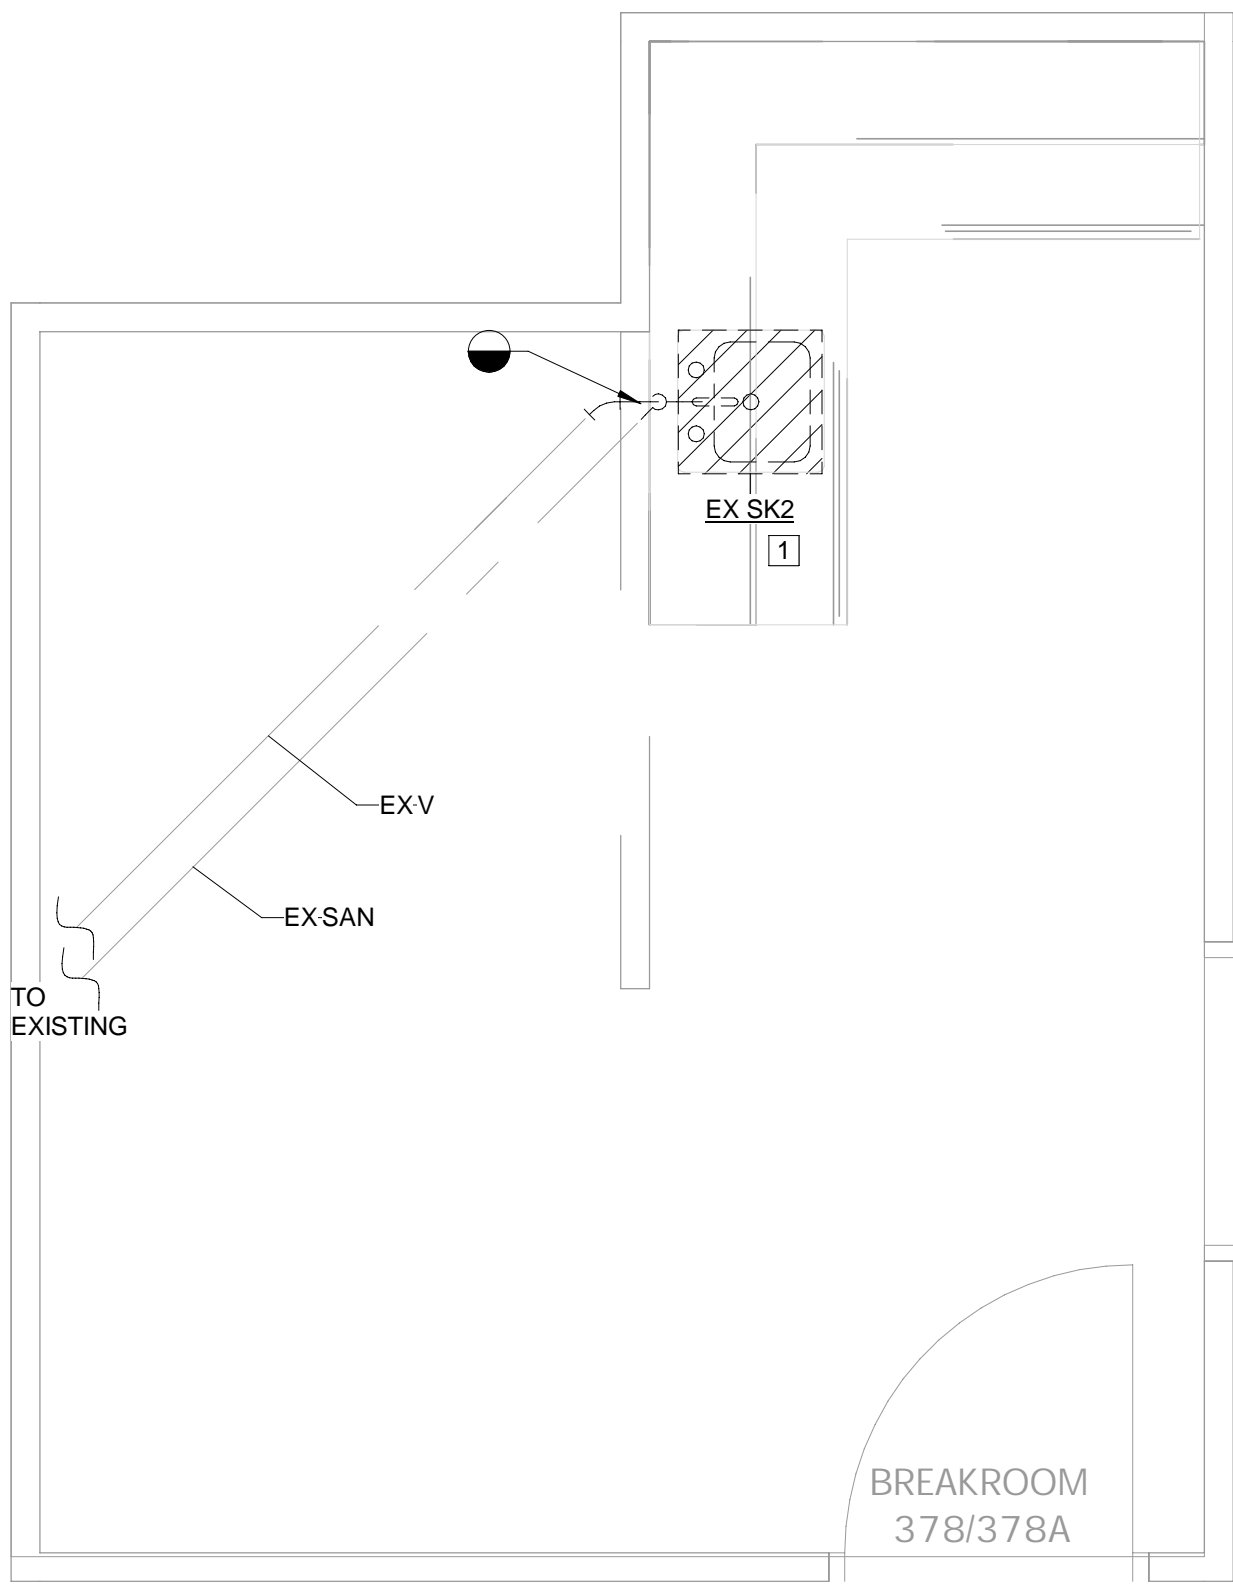 EX SK2
1
EX-V
EX-SAN
TO
EXISTING
BREAKROOM
378/378A